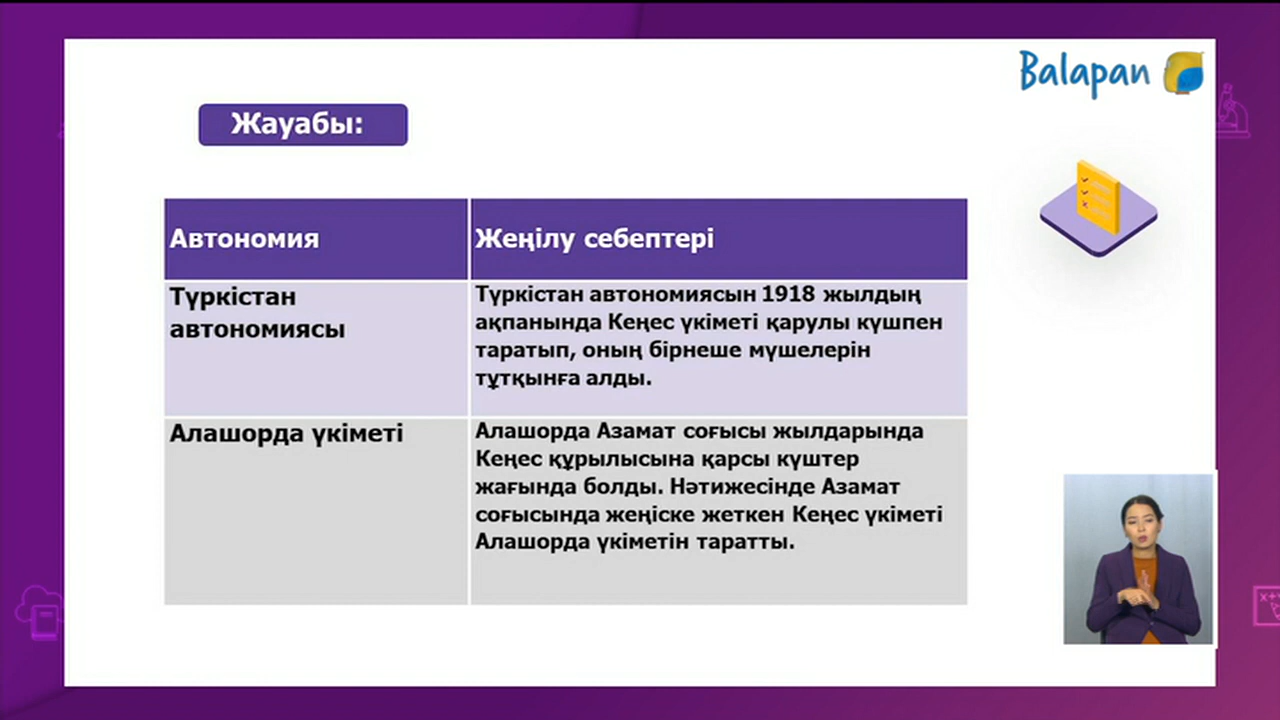 Balapan
Жауабы:
Автономия
Жеңілу себептері
Түркістан
автономиясы
Түркістан автономиясын 1918 жылдың
ақпанында Кеңес үкіметі қарулы күшпен
таратып, оның бірнеше мүшелерін
тұтқынға алды.
Алашорда үкіметі
Алашорда Азамат соғысы жылдарында
Кеңес құрылысына қарсы күштер
жағында болды. Нәтижесінде Азамат
соғысында жеңіске жеткен Кеңес үкіметі
Алашорда үкіметін таратты.